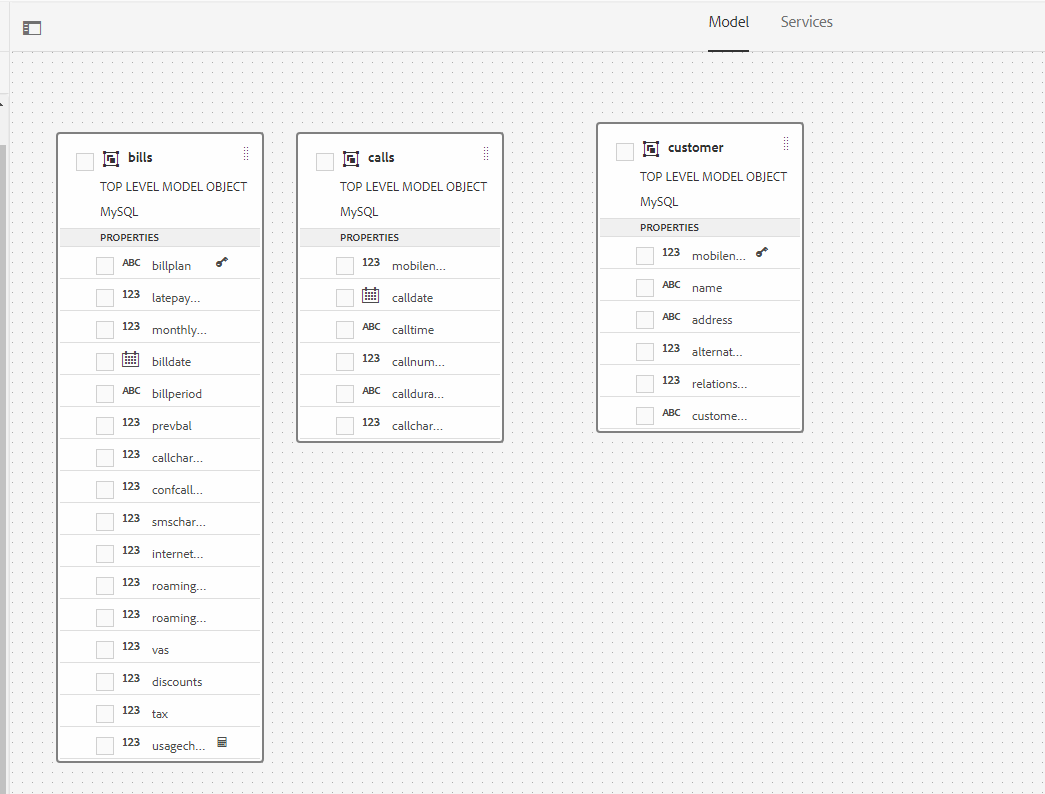 Model Services
bills
TOP LEVEL MODEL OBJECT
MySQL
PROPERTIES
ABC billplan
123 latepay...
123 monthly...
billdate
ABC billperiod
123 prevbal
123 callchar...
123 confcall...
123 smschar...
123 internet...
123 roaming...
123 roaming...
123 vas
123 discounts
123 tax
123 usagech...
calls
TOP LEVEL MODEL OBJECT
MySQL
PROPERTIES
123 mobilen...
calldate
ABC calltime
123 callnum...
ABC calldura...
123 callchar...
customer
TOP LEVEL MODEL OBJECT
MySQL
PROPERTIES
123 mobilen...
ABC name
ABC address
123 alternat...
123 relations...
ABC custome...